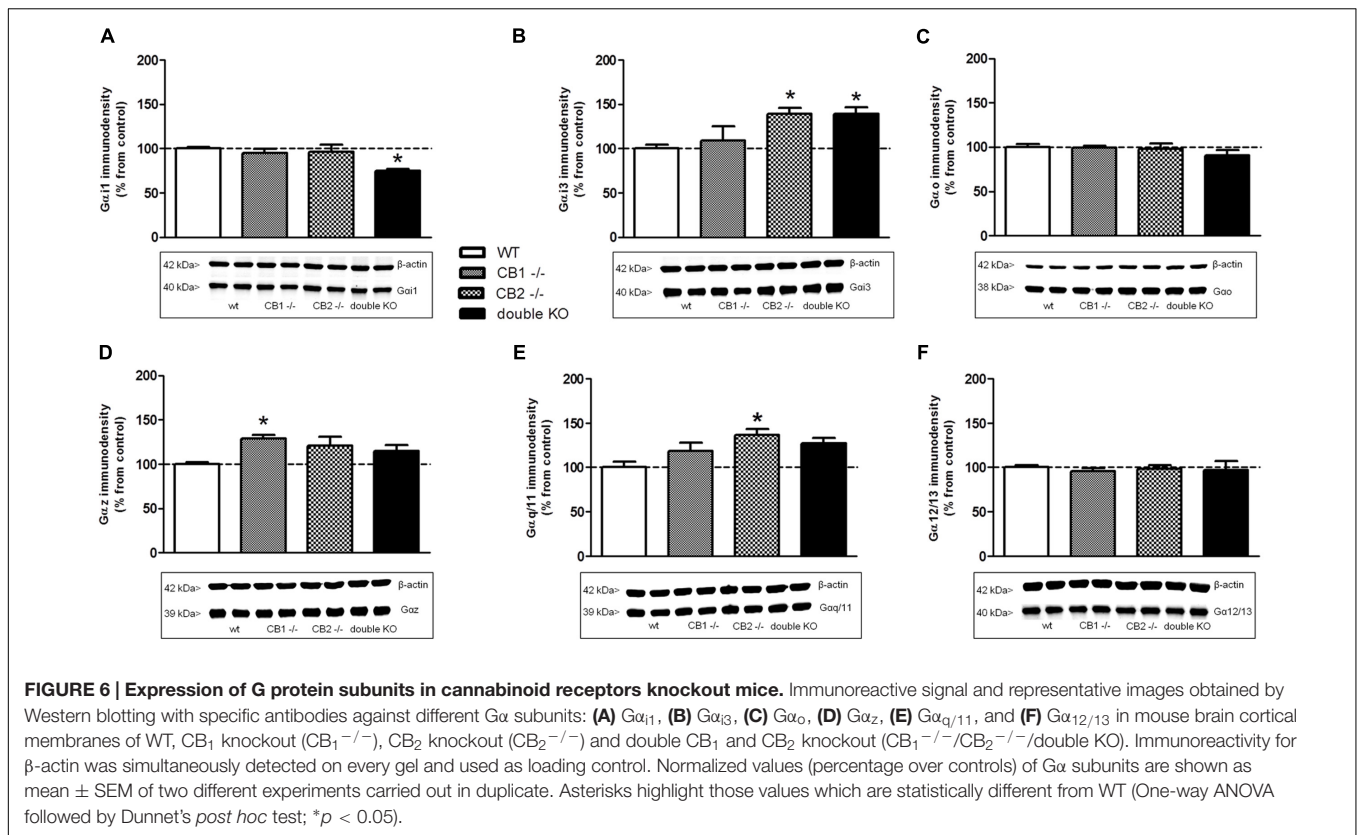 A
200
150
100
50
0
Gαi1 immunodensity
(% from control)
*
42 kDa>
β-actin
40 kDa>
Gαi1
wt CB1 -/- CB2 -/- double KO
WT
CB1 -/-
CB2 -/-
double KO
B
200
150
100
50
0
Gαi3 immunodensity
(% from control)
* *
42 kDa>
β-actin
40 kDa>
Gαi3
wt CB1 -/- CB2 -/- double KO
C
200
150
100
50
0
Gαo immunodensity
(% from control)
42 kDa>
β-actin
38 kDa>
Gαo
wt CB1 -/- CB2 -/- double KO
D
200
150
100
50
0
Gαz immunodensity
(% from control)
*
42 kDa>
β-actin
39 kDa>
Gαz
wt CB1 -/- CB2 -/- double KO
E
200
150
100
50
0
Gαq/11 immunodensity
(% from control)
*
42 kDa>
β-actin
39 kDa>
Gαq/11
wt CB1 -/- CB2 -/- double KO
F
200
150
100
50
0
Gα12/13 immunodensity
(% from control)
42 kDa>
β-actin
40 kDa>
Gα12/13
wt CB1 -/- CB2 -/- double KO
FIGURE 6 | Expression of G protein subunits in cannabinoid receptors knockout mice. Immunoreactive signal and representative images obtained by
Western blotting with specific antibodies against different Gα subunits: (A) Gαi1, (B) Gαi3, (C) Gαo, (D) Gαz, (E) Gαq/11, and (F) Gα12/13 in mouse brain cortical
membranes of WT, CB1 knockout (CB1−/−), CB2 knockout (CB2−/−) and double CB1 and CB2 knockout (CB1−/−/CB2−/−/double KO). Immunoreactivity for
β-actin was simultaneously detected on every gel and used as loading control. Normalized values (percentage over controls) of Gα subunits are shown as
mean ± SEM of two different experiments carried out in duplicate. Asterisks highlight those values which are statistically different from WT (One-way ANOVA
followed by Dunnet's post hoc test; *p < 0.05).